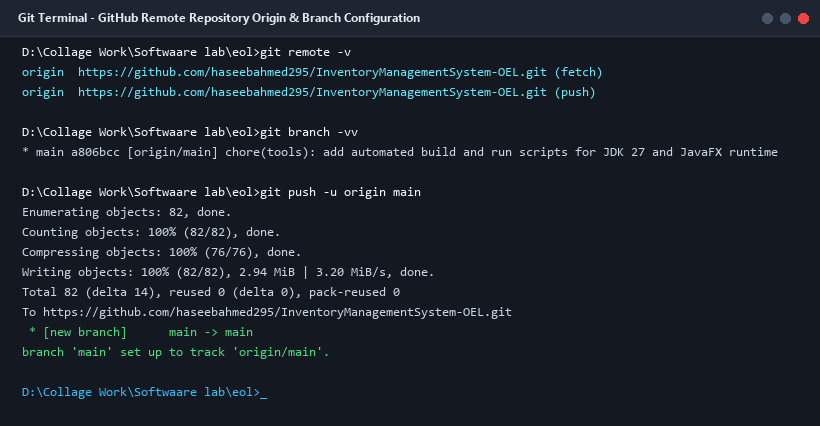 Git Terminal - GitHub Remote Repository Origin & Branch Configuration
D:\Collage Work\Softwaare lab\eol>git remote -v
origin  https://github.com/haseebahmed295/InventoryManagementSystem-OEL.git (fetch)
origin  https://github.com/haseebahmed295/InventoryManagementSystem-OEL.git (push)
D:\Collage Work\Softwaare lab\eol>git branch -vv
* main a806bcc [origin/main] chore(tools): add automated build and run scripts for JDK 27 and JavaFX runtime
D:\Collage Work\Softwaare lab\eol>git push -u origin main
Enumerating objects: 82, done.
Counting objects: 100% (82/82), done.
Compressing objects: 100% (76/76), done.
Writing objects: 100% (82/82), 2.94 MiB | 3.20 MiB/s, done.
Total 82 (delta 14), reused 0 (delta 0), pack-reused 0
To https://github.com/haseebahmed295/InventoryManagementSystem-OEL.git
 * [new branch]      main -> main
branch 'main' set up to track 'origin/main'.
D:\Collage Work\Softwaare lab\eol>_